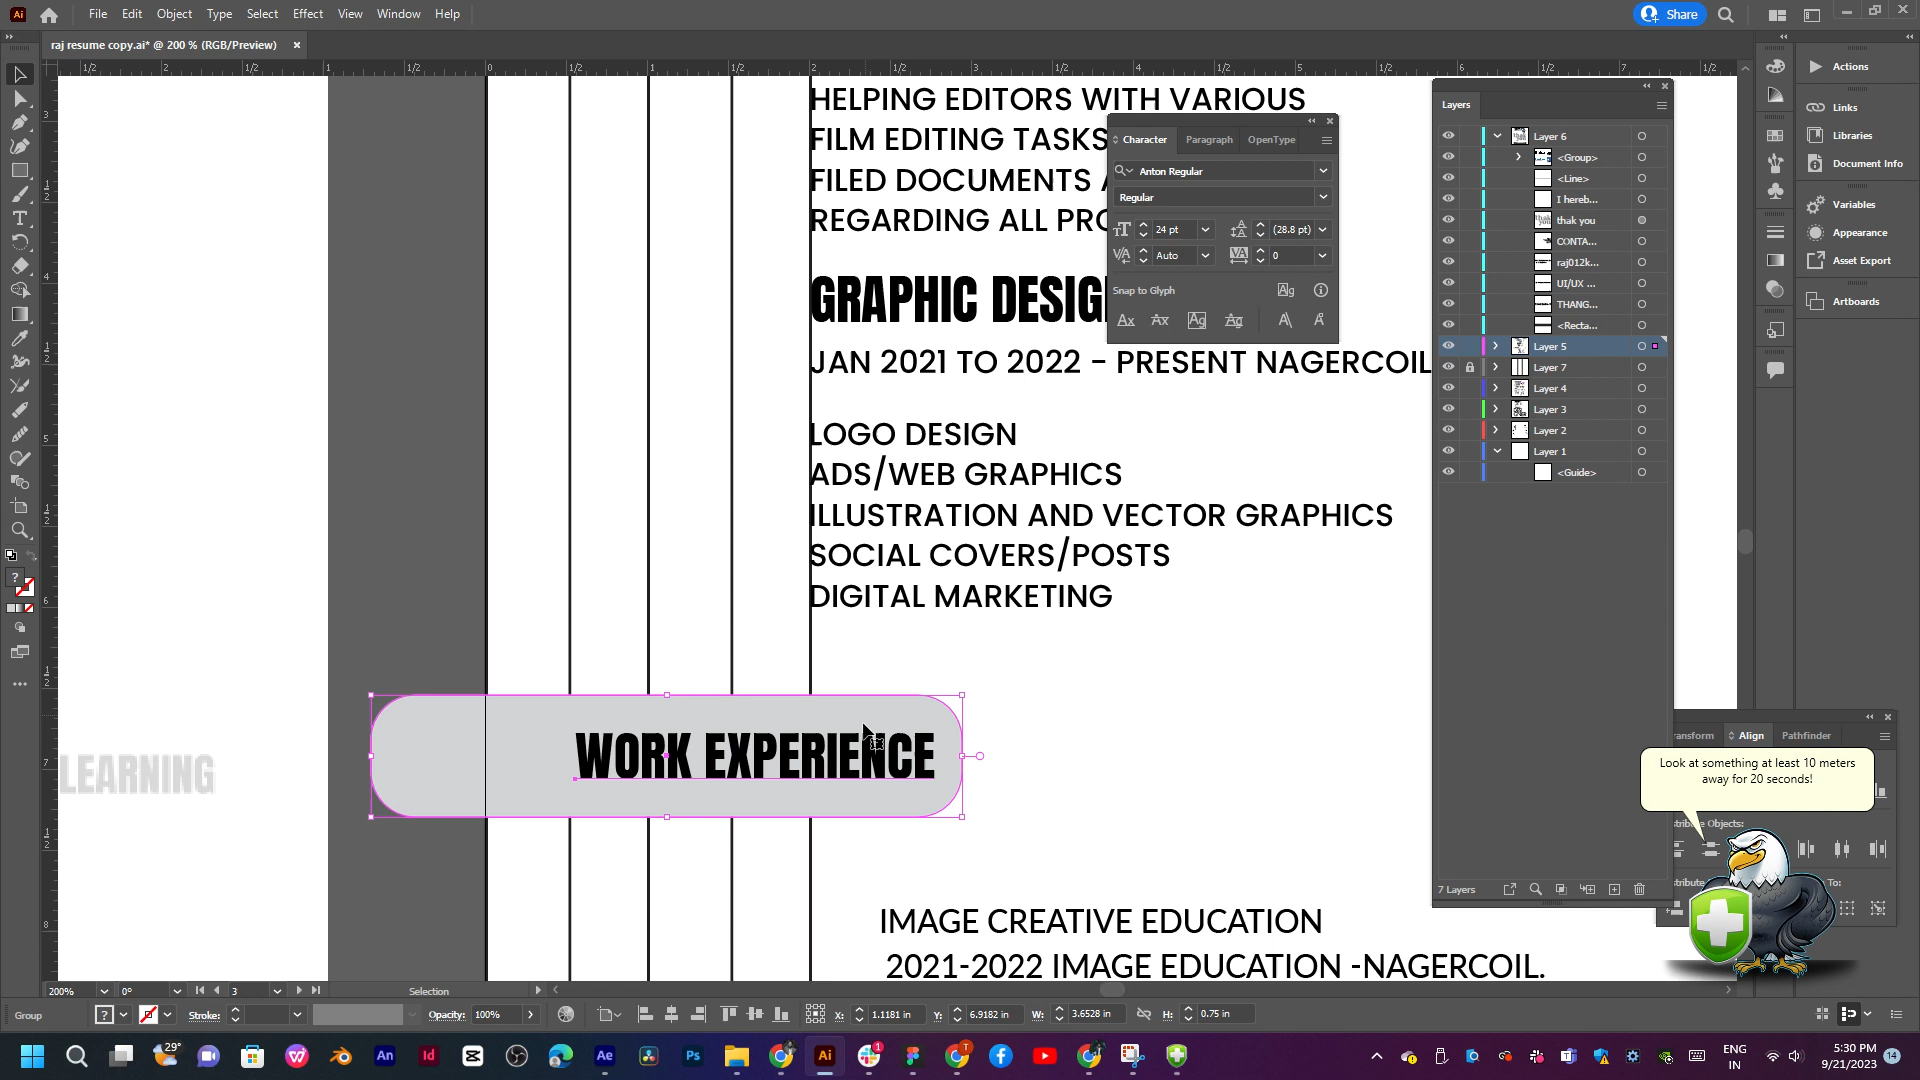 File Edit Object Type Select Effect View Window Help
Share
raj resume copy.ai* @ 200 % (RGB/Preview)
HELPING EDITORS WITH VARIOUS
FILM EDITING TASKS
FILED DOCUMENTS
REGARDING ALL PRO
GRAPHIC DESIG
JAN 2021 TO 2022 - PRESENT NAGERCOIL
LOGO DESIGN
ADS/WEB GRAPHICS
ILLUSTRATION AND VECTOR GRAPHICS
SOCIAL COVERS/POSTS
DIGITAL MARKETING
LEARNING
WORK EXPERIENCE
IMAGE CREATIVE EDUCATION
2021-2022 IMAGE EDUCATION -NAGERCOIL.
Character Paragraph OpenType
Anton Regular
Regular
24 pt (28.8 pt)
Auto 0
Snap to Glyph
Layers
Layer 6
<Group>
<Line>
I hereb...
thak you
CONTA...
raj012k...
UI/UX ...
THANG...
<Recta...
Layer 5
Layer 7
Layer 4
Layer 3
Layer 2
Layer 1
<Guide>
7 Layers
Actions
Links
Libraries
Document Info
Variables
Appearance
Asset Export
Artboards
ransform Align Pathfinder
Look at something at least 10 meters
away for 20 seconds!
To:
200% 0° 3 Selection
Group Stroke: Opacity: 100% X: 1.1181 in Y: 6.9182 in W: 3.6528 in H: 0.75 in
29°
ENG
IN
5:30 PM
9/21/2023
14